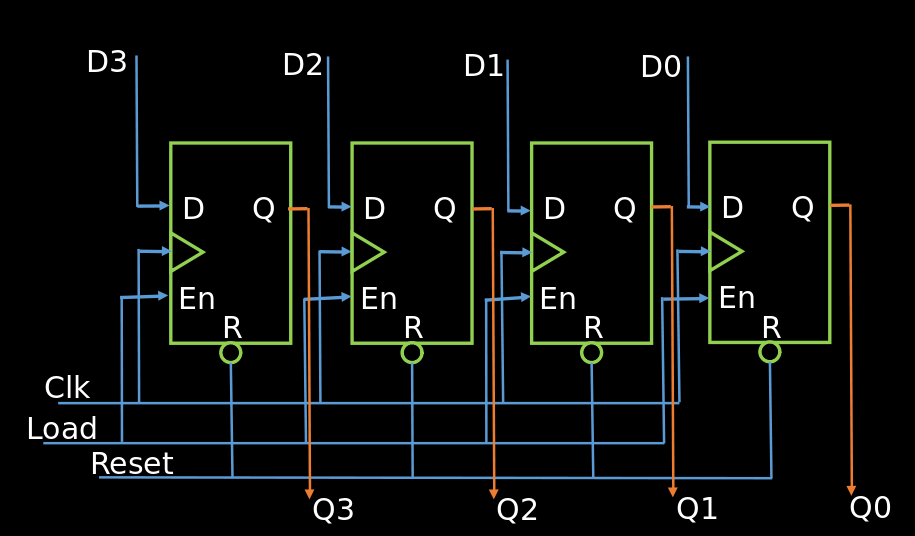 D3 D2 D1 D0
D Q D Q D Q D Q
En En En En
R R R R
Clk
Load
Reset
Q3 Q2 Q1 Q0